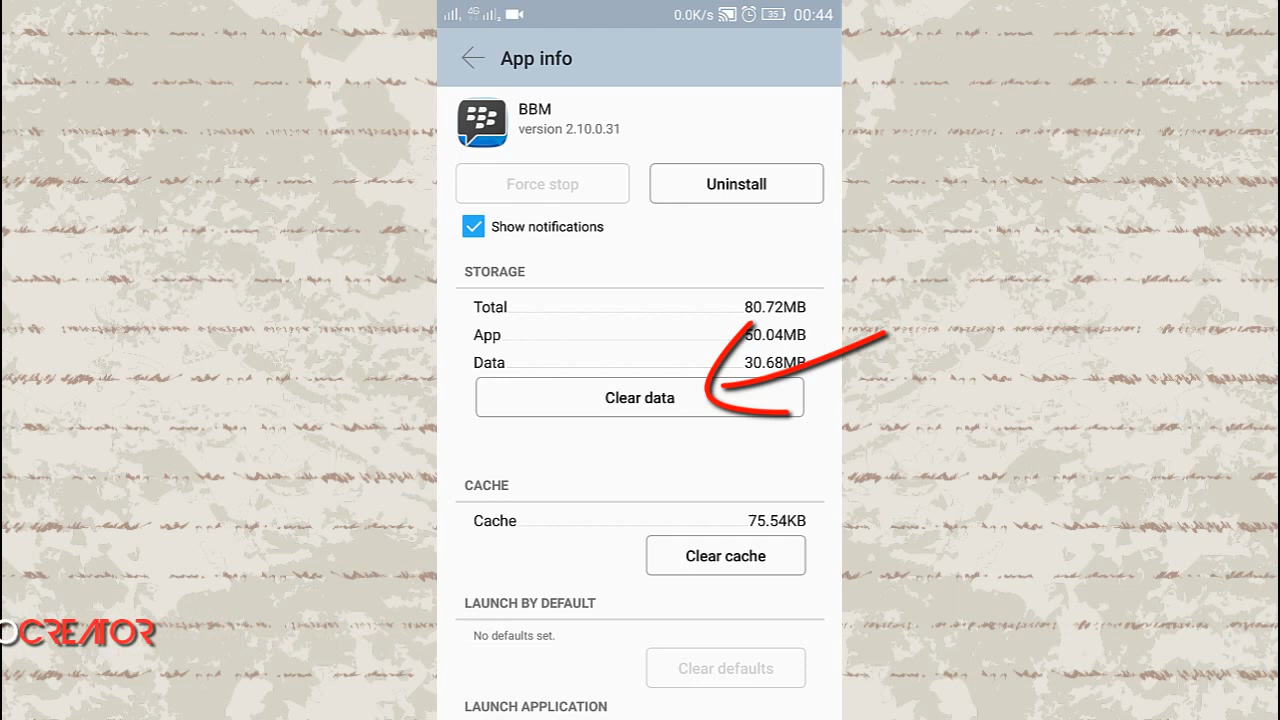 4G
0.0K/s 35 00:44
App info
BBM
version 2.10.0.31
Force stop
Uninstall
Show notifications
STORAGE
Total 80.72MB
App 50.04MB
Data 30.68MB
Clear data
CACHE
Cache 75.54KB
Clear cache
LAUNCH BY DEFAULT
OCREATOR
No defaults set.
Clear defaults
LAUNCH APPLICATION